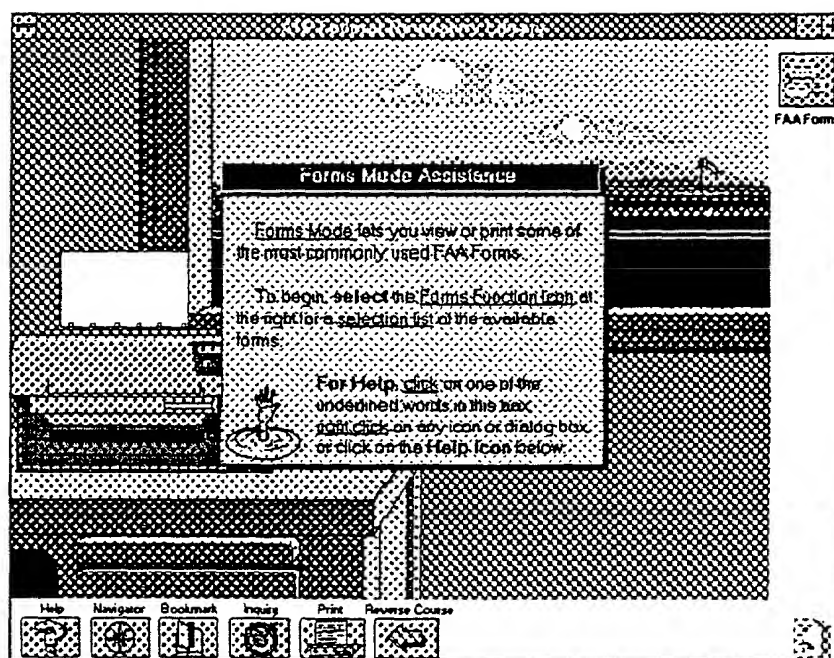 FAA Forms
Forms Mode Assistance
Forms Mode lets you view or print some of
the most commonly used FAA Forms.
To begin, select the Forms Function Icon at
the right for a selection list of the available
forms.
For Help, click on one of the
underlined words in this box,
right click on any icon or dialog box,
or click on the Help Icon below.
Help Navigator Bookmark Inquire Print Reverse Course